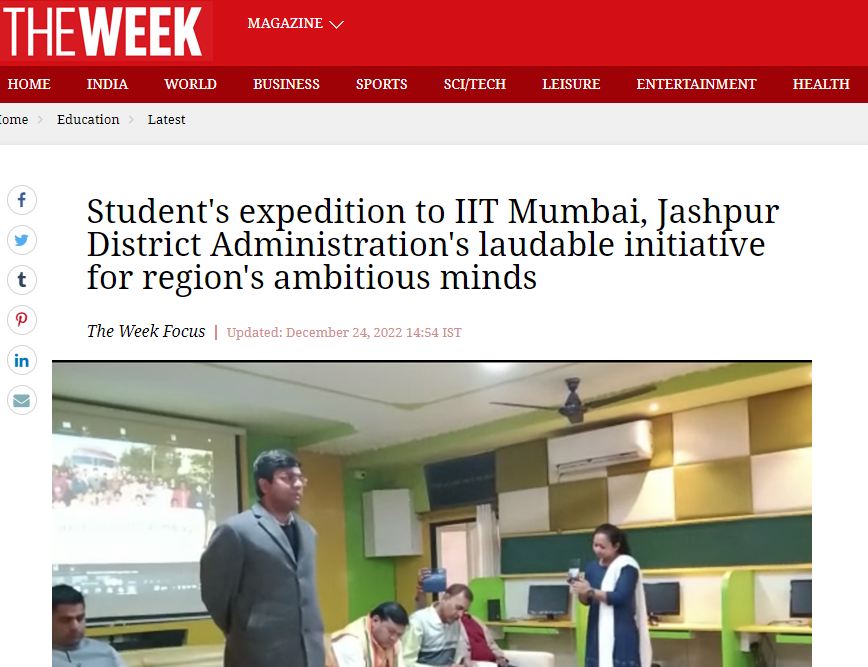 THEWEEK
MAGAZINE
HOME INDIA WORLD BUSINESS SPORTS SCI/TECH LEISURE ENTERTAINMENT HEALTH
ome > Education > Latest
Student's expedition to IIT Mumbai, Jashpur
District Administration's laudable initiative
for region's ambitious minds
The Week Focus | Updated: December 24, 2022 14:54 IST